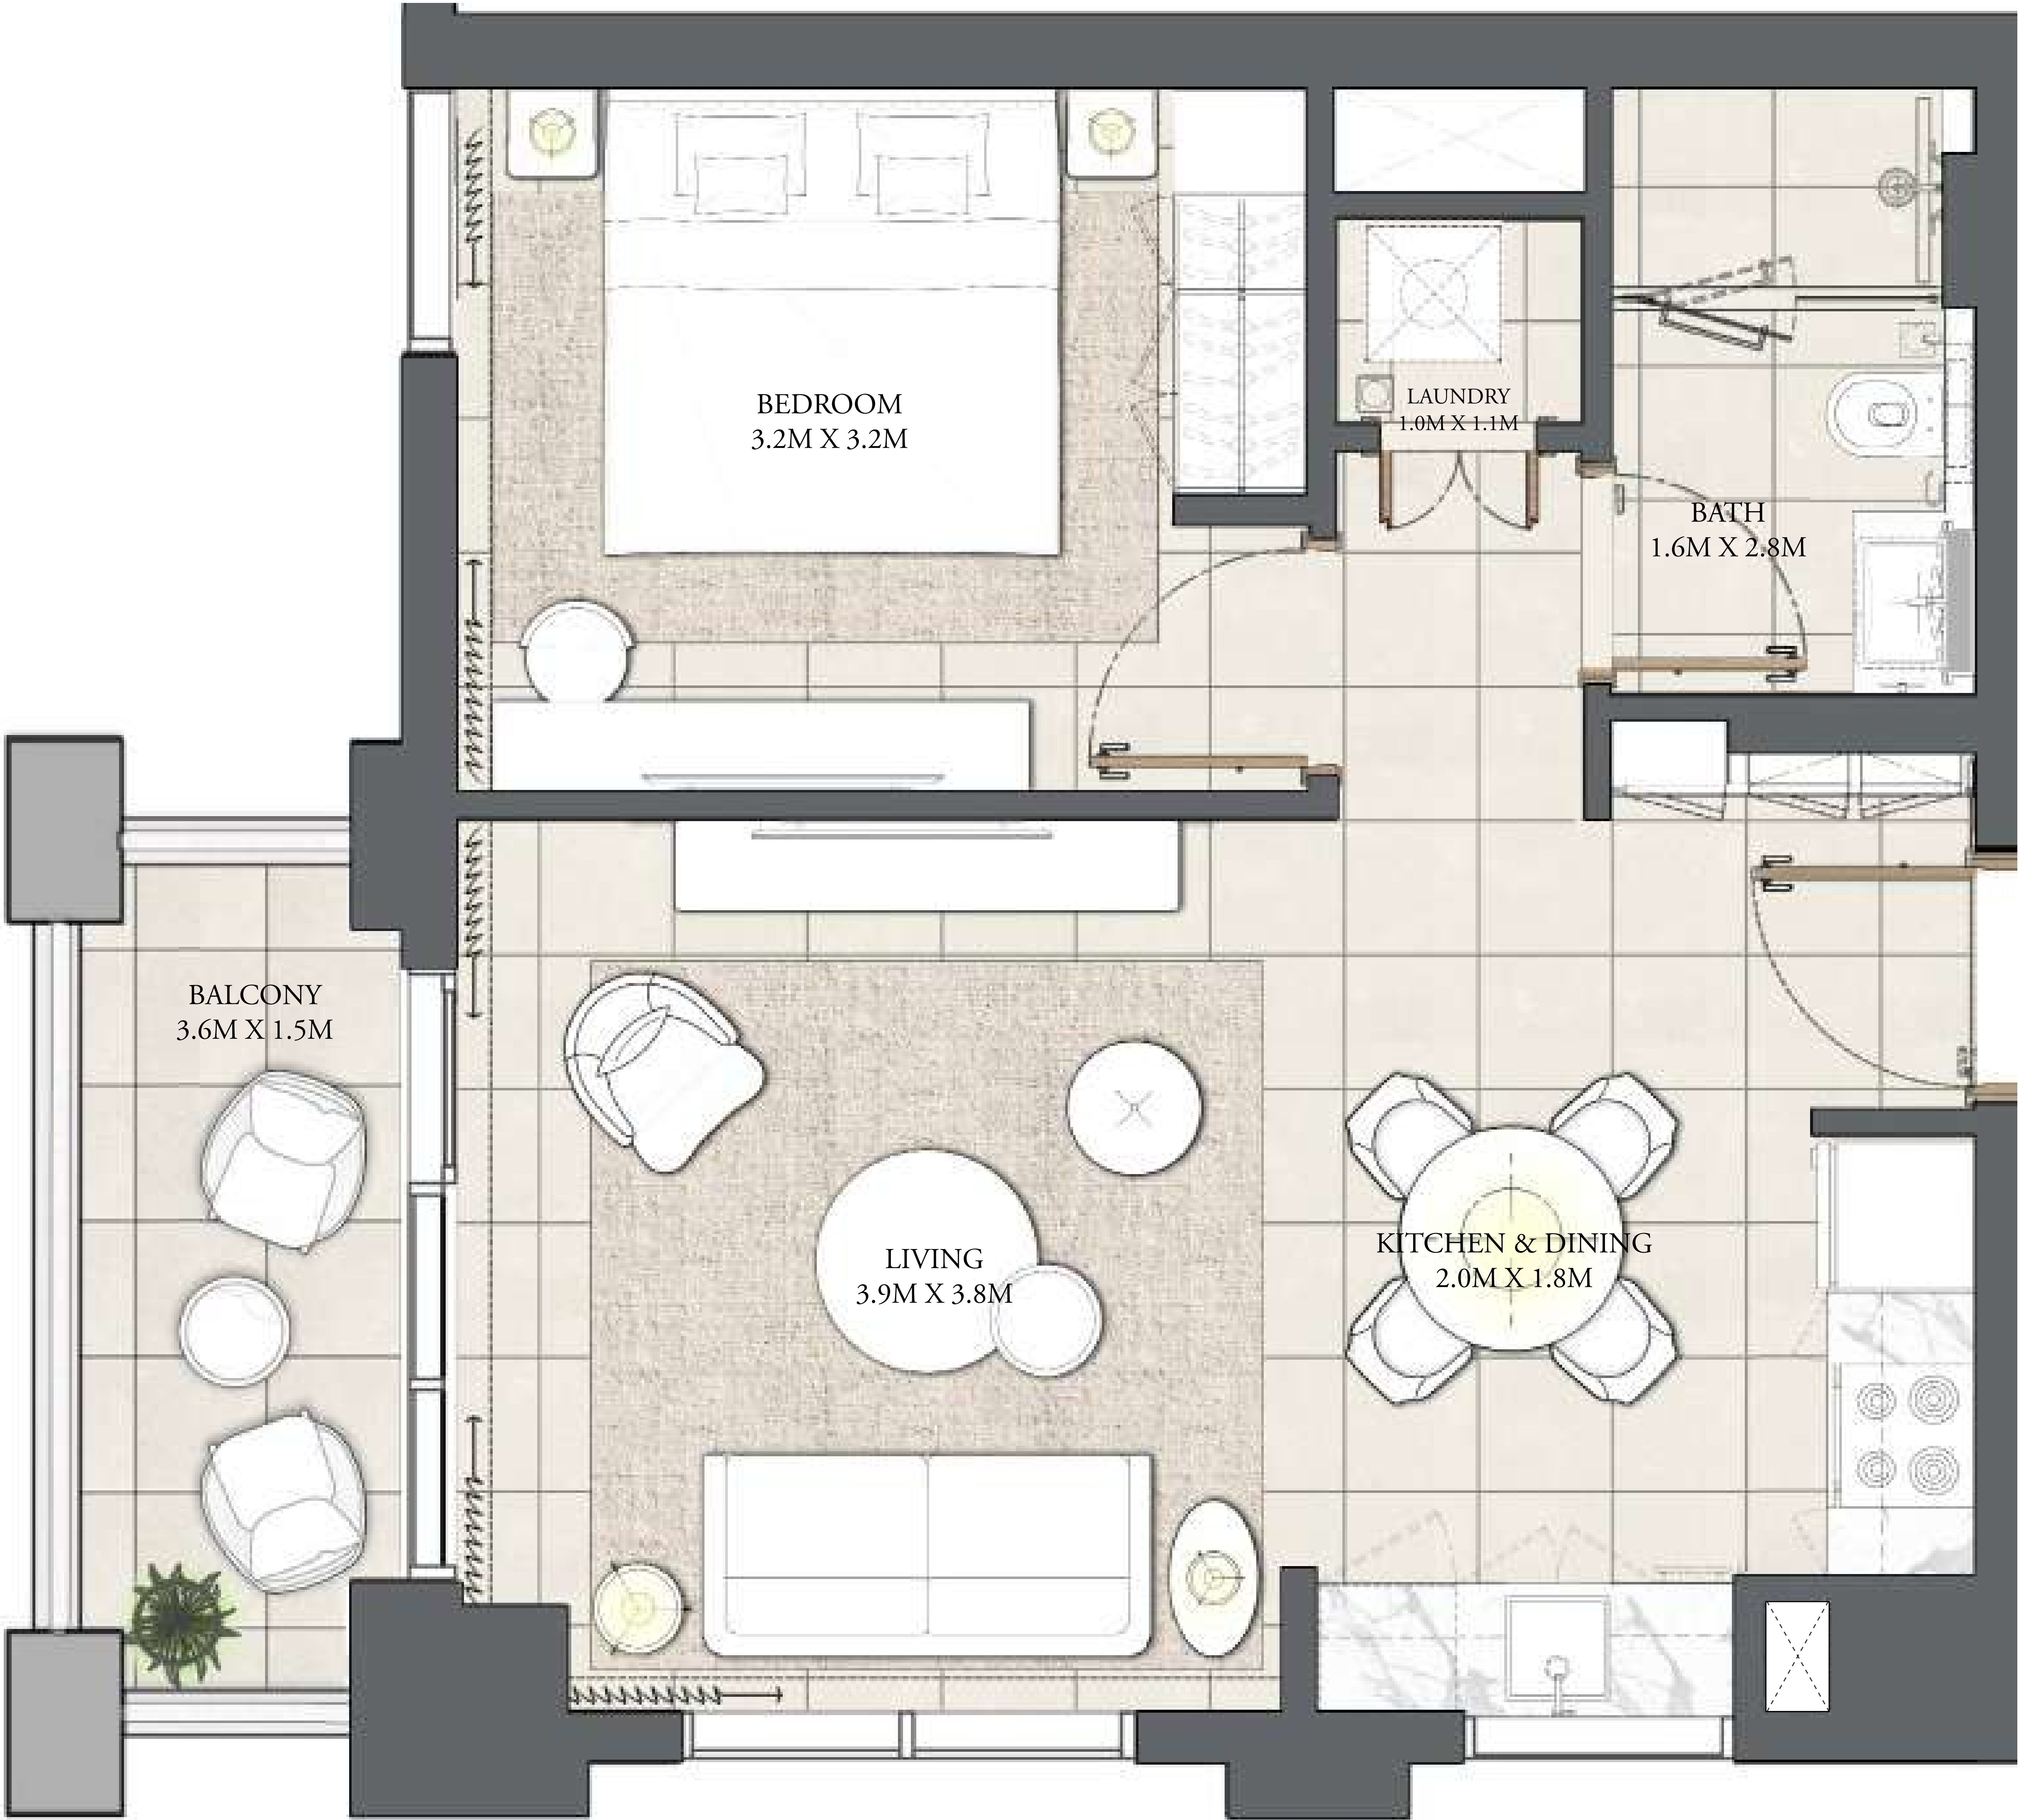 BEDROOM
3.2M X 3.2M
LAUNDRY
1.0M X 1.1M
BATH
1.6M X 2.8M
BALCONY
3.6M X 1.5M
LIVING
3.9M X 3.8M
KITCHEN & DINING
2.0M X 1.8M